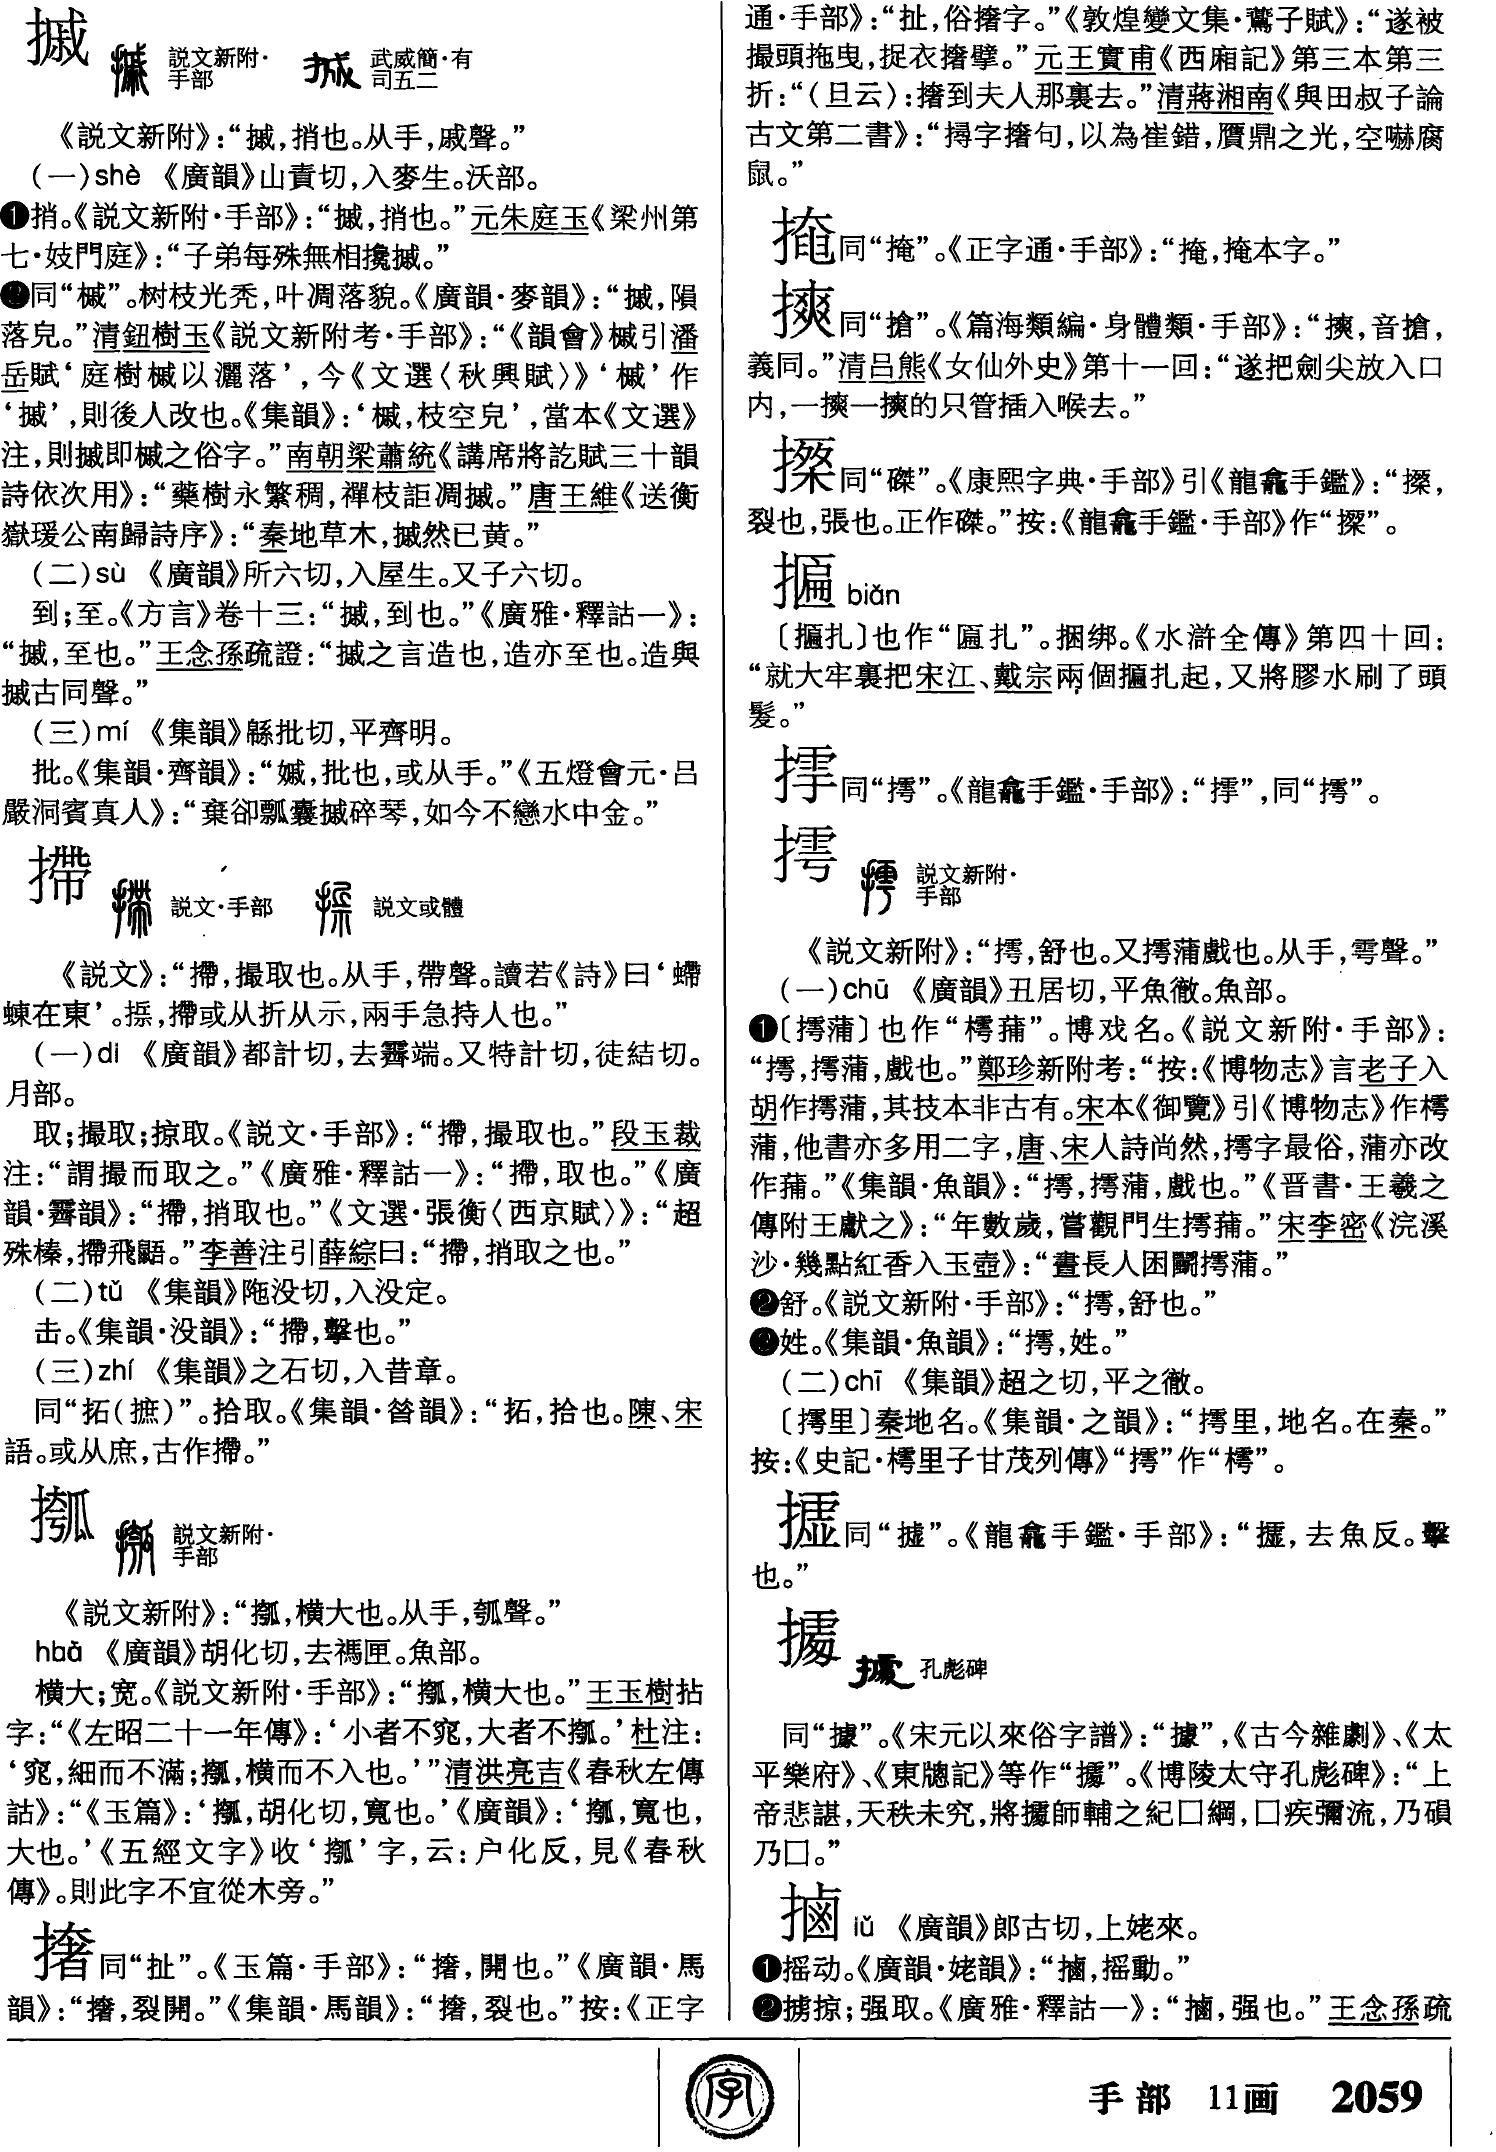 摵
説文新附·
手部
武威簡·有
司五二
《説文新附》：“摵，捎也。从手，戚聲。”
（一）shè 《廣韻》山責切，入麥生。沃部。
❶捎。《説文新附·手部》：“摵，捎也。”元朱庭玉《梁州第
七·妓門庭》：“子弟每殊無相攙摵。”
❷同“槭”。树枝光秃，叶凋落貌。《廣韻·麥韻》：“摵，隕
落皃。”清鈕樹玉《説文新附考·手部》：“《韻會》槭引潘
岳賦‘庭樹槭以灑落’，今《文選〈秋興賦〉》‘槭’作
‘摵’，則後人改也。《集韻》：‘槭，枝空皃’，當本《文選》
注，則摵即槭之俗字。”南朝梁蕭統《講席將訖賦三十韻
詩依次用》：“藥樹永繁稠，禪枝詎凋摵。”唐王維《送衡
嶽瑗公南歸詩序》：“秦地草木，摵然已黄。”
（二）sù 《廣韻》所六切，入屋生。又子六切。
到；至。《方言》卷十三：“摵，到也。”《廣雅·釋詁一》：
“摵，至也。”王念孫疏證：“摵之言造也，造亦至也。造與
摵古同聲。”
（三）mí 《集韻》緜批切，平齊明。
批。《集韻·齊韻》：“𡠽，批也，或从手。”《五燈會元·吕
嚴洞賓真人》：“棄卻瓢囊摵碎琴，如今不戀水中金。”
摕
説文·手部
説文或體
《説文》：“摕，撮取也。从手，帶聲。讀若《詩》曰‘螮
蝀在東’。㨖，摕或从折从示，兩手急持人也。”
（一）dì 《廣韻》都計切，去霽端。又特計切，徒結切。
月部。
取；撮取；掠取。《説文·手部》：“摕，撮取也。”段玉裁
注：“謂撮而取之。”《廣雅·釋詁一》：“摕，取也。”《廣
韻·霽韻》：“摕，捎取也。”《文選·張衡〈西京賦〉》：“超
殊榛，摕飛鼯。”李善注引薛綜曰：“摕，捎取之也。”
（二）tǔ 《集韻》陁没切，入没定。
击。《集韻·没韻》：“摕，擊也。”
（三）zhí 《集韻》之石切，入昔章。
同“拓（摭）”。拾取。《集韻·䇎韻》：“拓，拾也。陳、宋
語。或从庶，古作摕。”
摦
説文新附·
手部
《説文新附》：“摦，横大也。从手，瓠聲。”
huà 《廣韻》胡化切，去禡匣。魚部。
横大；宽。《説文新附·手部》：“摦，横大也。”王玉樹拈
字：“《左昭二十一年傳》：‘小者不窕，大者不摦。’杜注：
‘窕，細而不滿；摦，横而不入也。’”清洪亮吉《春秋左傳
詁》：“《玉篇》：‘摦，胡化切，寬也。’《廣韻》：‘摦，寬也，
大也。’《五經文字》收‘摦’字，云：户化反，見《春秋
傳》。則此字不宜從木旁。”
撦同“扯”。《玉篇·手部》：“撦，開也。”《廣韻·馬
韻》：“撦，裂開。”《集韻·馬韻》：“撦，裂也。”按：《正字
通·手部》：“扯，俗撦字。”《敦煌變文集·鷰子賦》：“遂被
撮頭拖曳，捉衣撦擘。”元王實甫《西廂記》第三本第三
折：“（旦云）：撦到夫人那裏去。”清蔣湘南《與田叔子論
古文第二書》：“撏字撦句，以為崔錯，贋鼎之光，空嚇腐
鼠。”
同“掩”。《正字通·手部》：“掩，掩本字。”
摤同“搶”。《篇海類編·身體類·手部》：“摤，音搶，
義同。”清吕熊《女仙外史》第十一回：“遂把劍尖放入口
内，一摤一摤的只管插入喉去。”
同“磔”。《康熙字典·手部》引《龍龕手鑑》：“
裂也，張也。正作磔。”按：《龍龕手鑑·手部》作“”。
揙 biǎn
〔㩟扎〕也作“匾扎”。捆绑。《水滸全傳》第四十回：
“就大牢裏把宋江、戴宗兩個㩟扎起，又將膠水刷了頭
髮。”
同“摴”。《龍龕手鑑·手部》：“”，同“摴”。
摴
説文新附·
手部
《説文新附》：“摴，舒也。又摴蒲戲也。从手，雩聲。”
（一）chū 《廣韻》丑居切，平魚徹。魚部。
❶〔摴蒲〕也作“樗蒱”。博戏名。《説文新附·手部》：
“摴，摴蒲，戲也。”鄭珍新附考：“按：《博物志》言老子入
胡作摴蒲，其技本非古有。宋本《御覽》引《博物志》作樗
蒲，他書亦多用二字，唐、宋人詩尚然，摴字最俗，蒲亦改
作蒱。”《集韻·魚韻》：“摴，摴蒲，戲也。”《晋書·王羲之
傳附王獻之》：“年數歲，嘗觀門生摴蒱。”宋李密《浣溪
沙·幾點紅香入玉壺》：“晝長人困鬭摴蒲。”
❷舒。《説文新附·手部》：“摴，舒也。”
❸姓。《集韻·魚韻》：“摴，姓。”
（二）chī 《集韻》超之切，平之徹。
〔摴里〕秦地名。《集韻·之韻》：“摴里，地名。在秦。”
按：《史記·樗里子甘茂列傳》“摴”作“樗”。
同“摣”。《龍龕手鑑·手部》：“，去魚反。擊
也。”
㩀
孔彪碑
同“據”。《宋元以來俗字譜》：“據”，《古今雜劇》、《太
平樂府》、《東牕記》等作“㩀”。《博陵太守孔彪碑》：“上
帝悲諶，天秩未究，將㩀師輔之紀囗綱，囗疾彌流，乃磒
乃囗。”
摝 lǔ 《廣韻》郎古切，上姥來。
❶摇动。《廣韻·姥韻》：“㯭，摇動。”
❷掳掠；强取。《廣雅·釋詁一》：“㯭，强也。”王念孫疏
字
手部 11画 2059